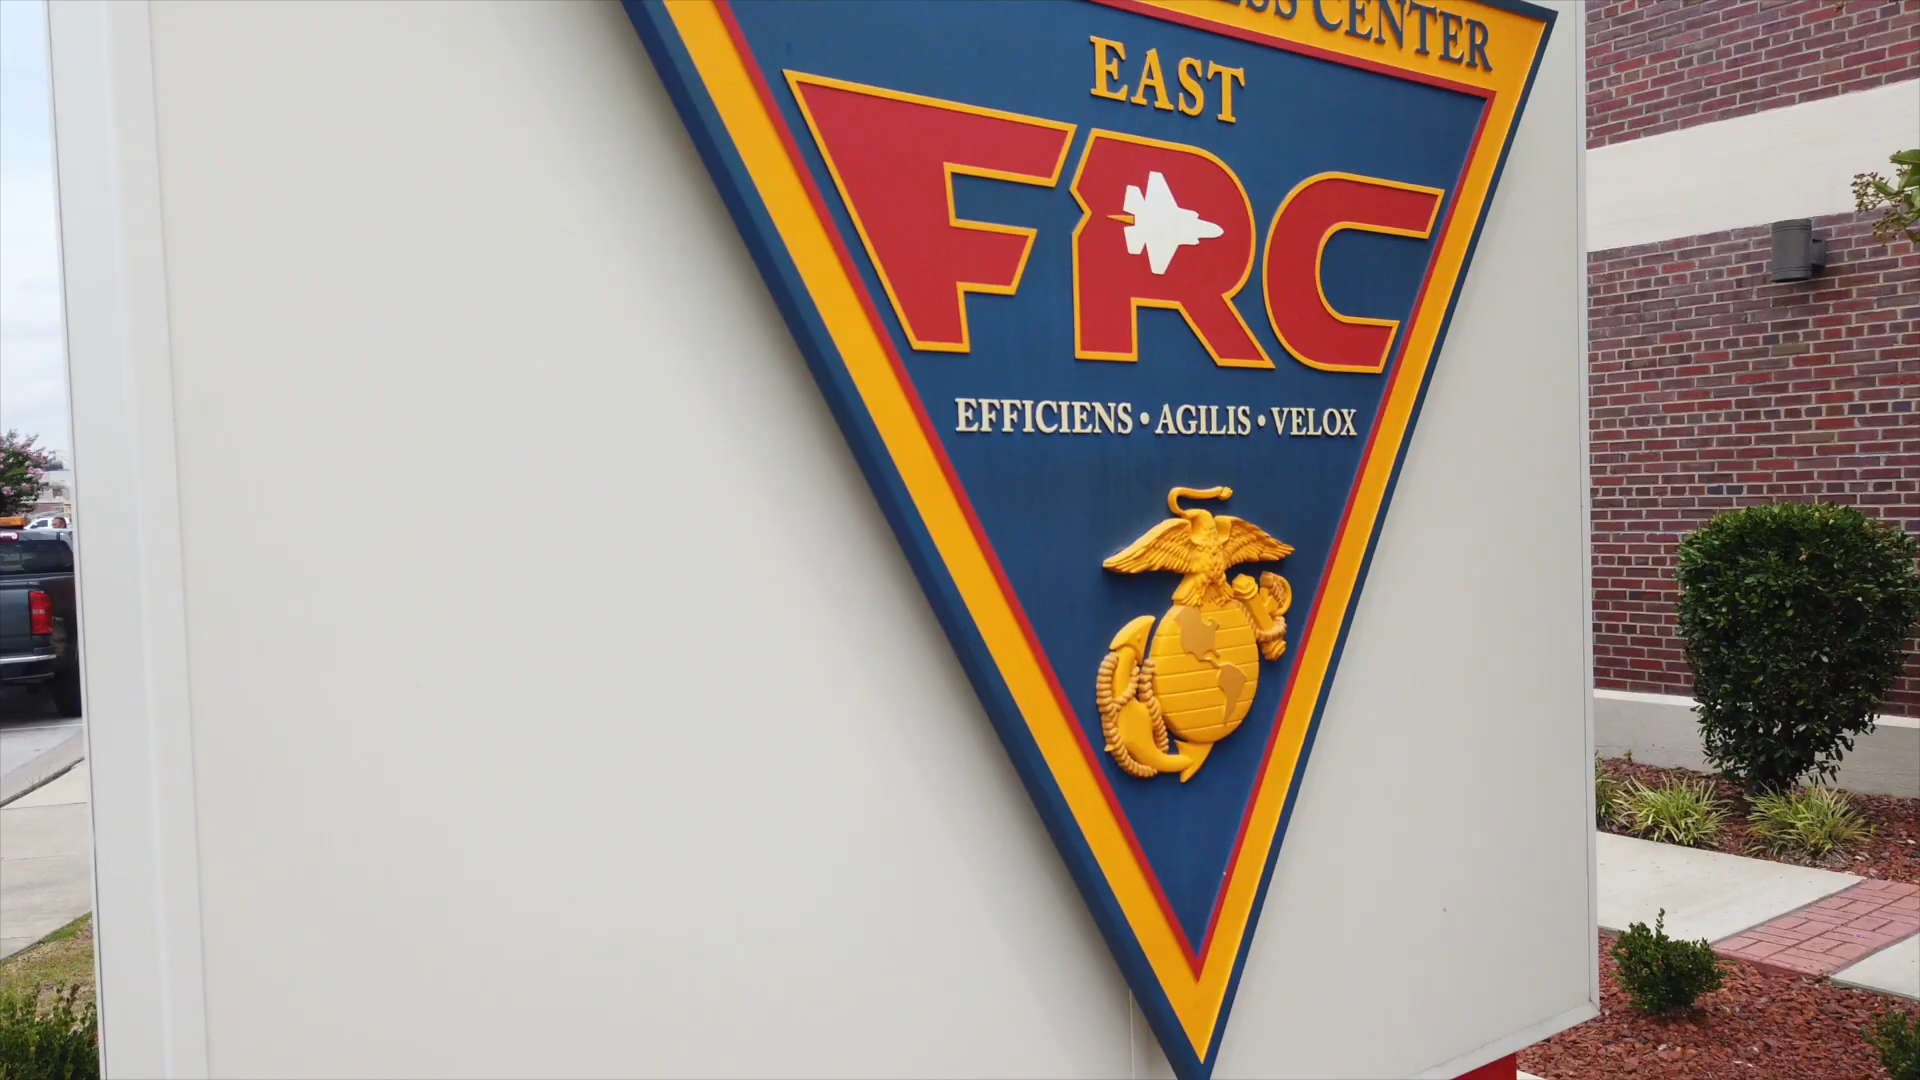 CENTER
EAST
FRC
EFFICIENS • AGILIS • VELOX